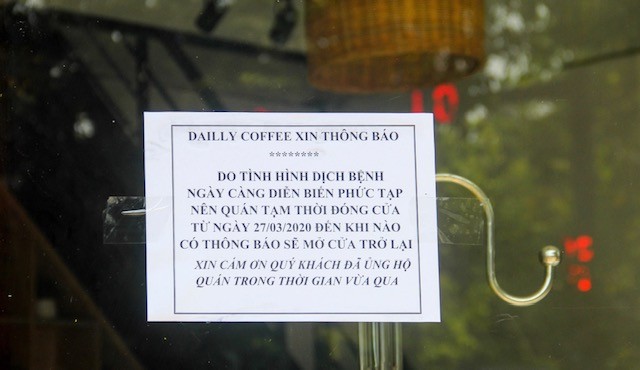 DAILLY COFFEE XIN THÔNG BÁO
********
DO TÌNH HÌNH DỊCH BỆNH
NGÀY CÀNG DIỄN BIẾN PHỨC TẠP
NÊN QUÁN TẠM THỜI ĐÓNG CỬA
TỪ NGÀY 27/03/2020 ĐẾN KHI NÀO
CÓ THÔNG BÁO SẼ MỞ CỬA TRỞ LẠI
XIN CẢM ƠN QUÝ KHÁCH ĐÃ ỦNG HỘ
QUÁN TRONG THỜI GIAN VỪA QUA